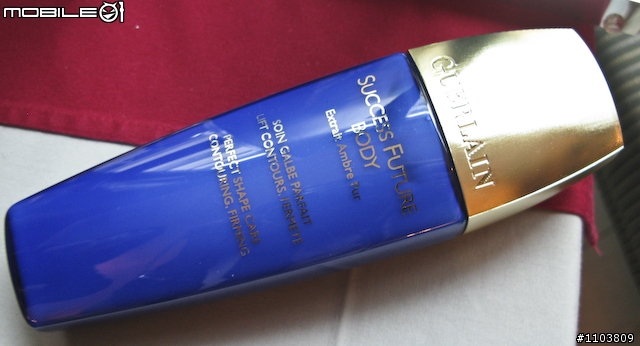 MOBILE01
GUERLAIN
SUCCESS FUTURE
BODY
Extrait Ambre Tur
SOIN GALBE PARFAIT
LIFT CONTOURS, FERMETÉ
PERFECT SHAPE CARE
CONTOURING, FIRMING
#1103809